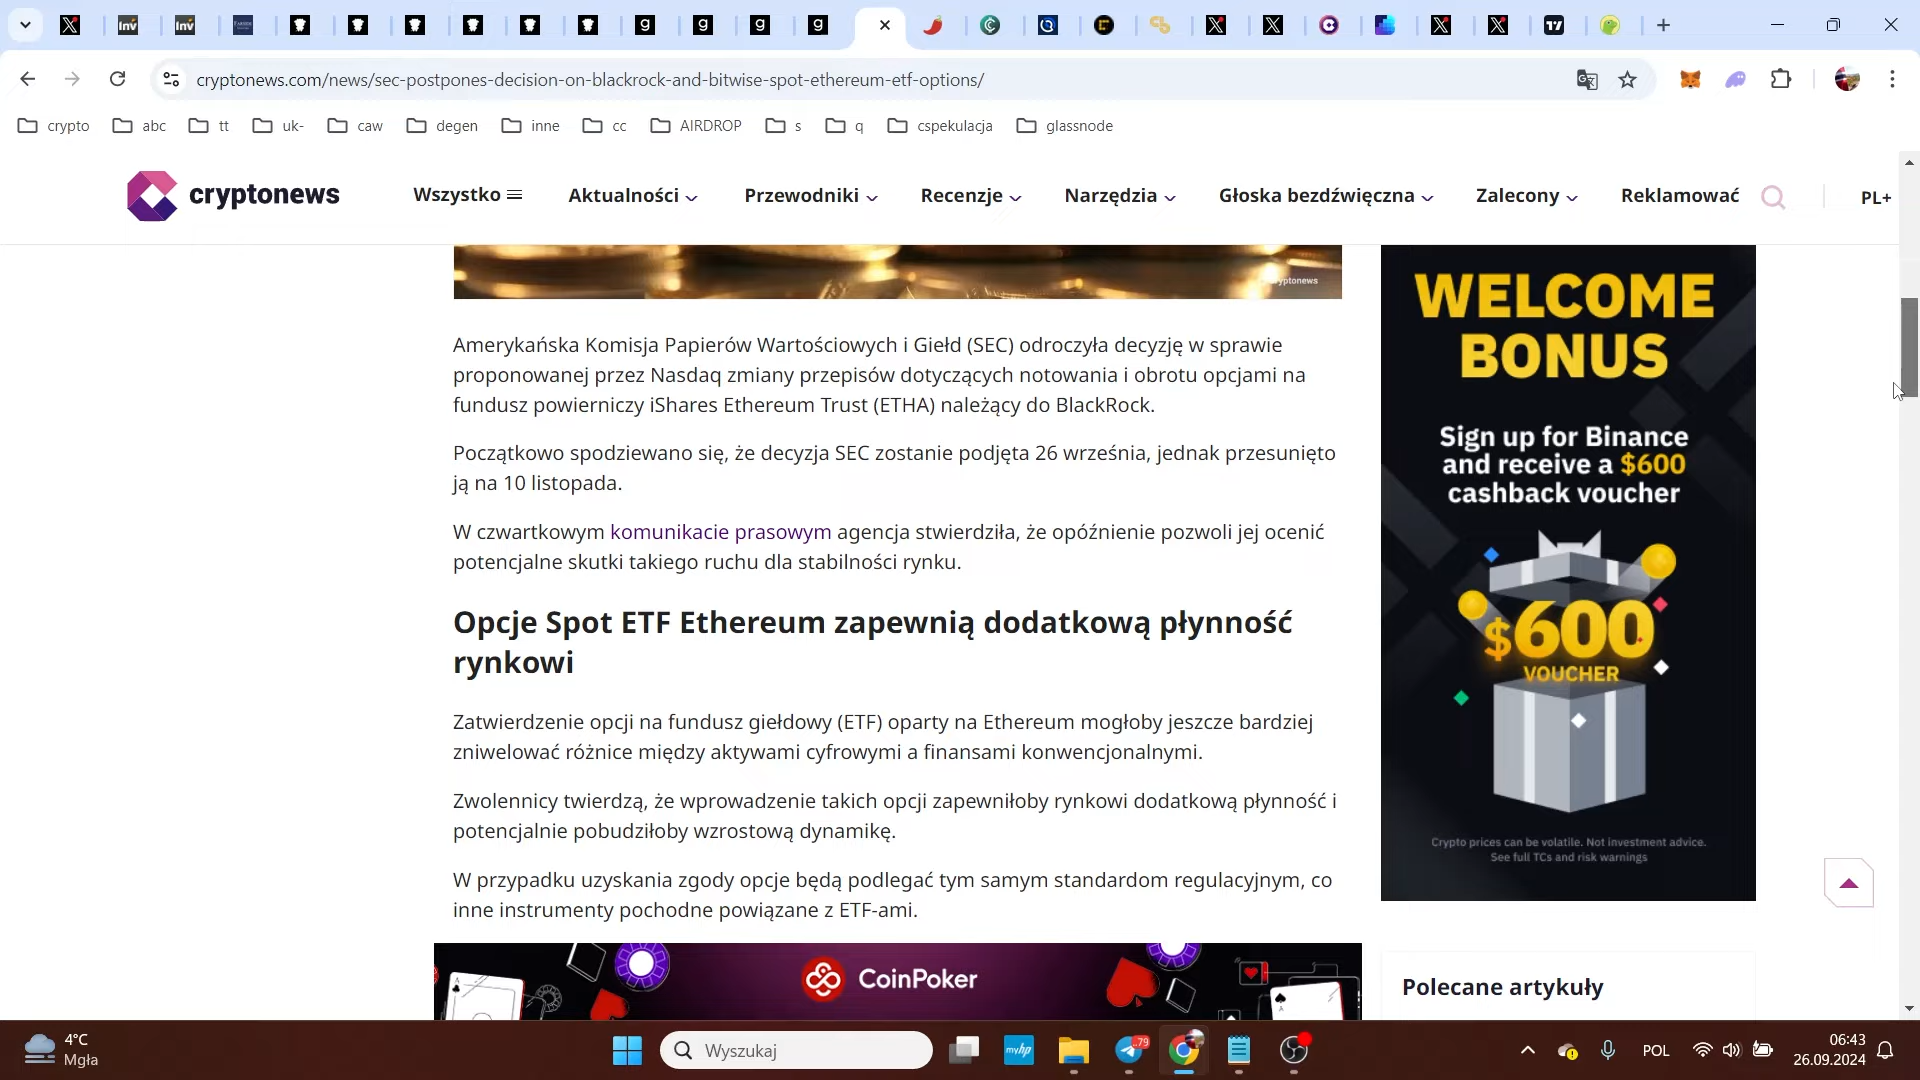 cryptonews.com/news/sec-postpones-decision-on-blackrock-and-bitwise-spot-ethereum-etf-options/
crypto
abc
tt
uk-
caw
degen
inne
cc
AIRDROP
s
q
cspekulacja
glassnode
cryptonews
Wszystko
Aktualności
Przewodniki
Recenzje
Narzędzia
Głoska bezdźwięczna
Zalecony
Reklamować
PL+
cryptonews
Amerykańska Komisja Papierów Wartościowych i Giełd (SEC) odroczyła decyzję w sprawie
proponowanej przez Nasdaq zmiany przepisów dotyczących notowania i obrotu opcjami na
fundusz powierniczy iShares Ethereum Trust (ETHA) należący do BlackRock.
Początkowo spodziewano się, że decyzja SEC zostanie podjęta 26 września, jednak przesunięto
ją na 10 listopada.
W czwartkowym komunikacie prasowym agencja stwierdziła, że opóźnienie pozwoli jej ocenić
potencjalne skutki takiego ruchu dla stabilności rynku.
Opcje Spot ETF Ethereum zapewnią dodatkową płynność
rynkowi
Zatwierdzenie opcji na fundusz giełdowy (ETF) oparty na Ethereum mogłoby jeszcze bardziej
zniwelować różnice między aktywami cyfrowymi a finansami konwencjonalnymi.
Zwolennicy twierdzą, że wprowadzenie takich opcji zapewniłoby rynkowi dodatkową płynność i
potencjalnie pobudziłoby wzrostową dynamikę.
W przypadku uzyskania zgody opcje będą podlegać tym samym standardom regulacyjnym, co
inne instrumenty pochodne powiązane z ETF-ami.
CoinPoker
WELCOME
BONUS
Sign up for Binance
and receive a $600
cashback voucher
$600
VOUCHER
Crypto prices can be volatile. Not investment advice.
See full TCs and risk warnings
Polecane artykuły
4°C
Mgła
Wyszukaj
myhp
79
POL
06:43
26.09.2024